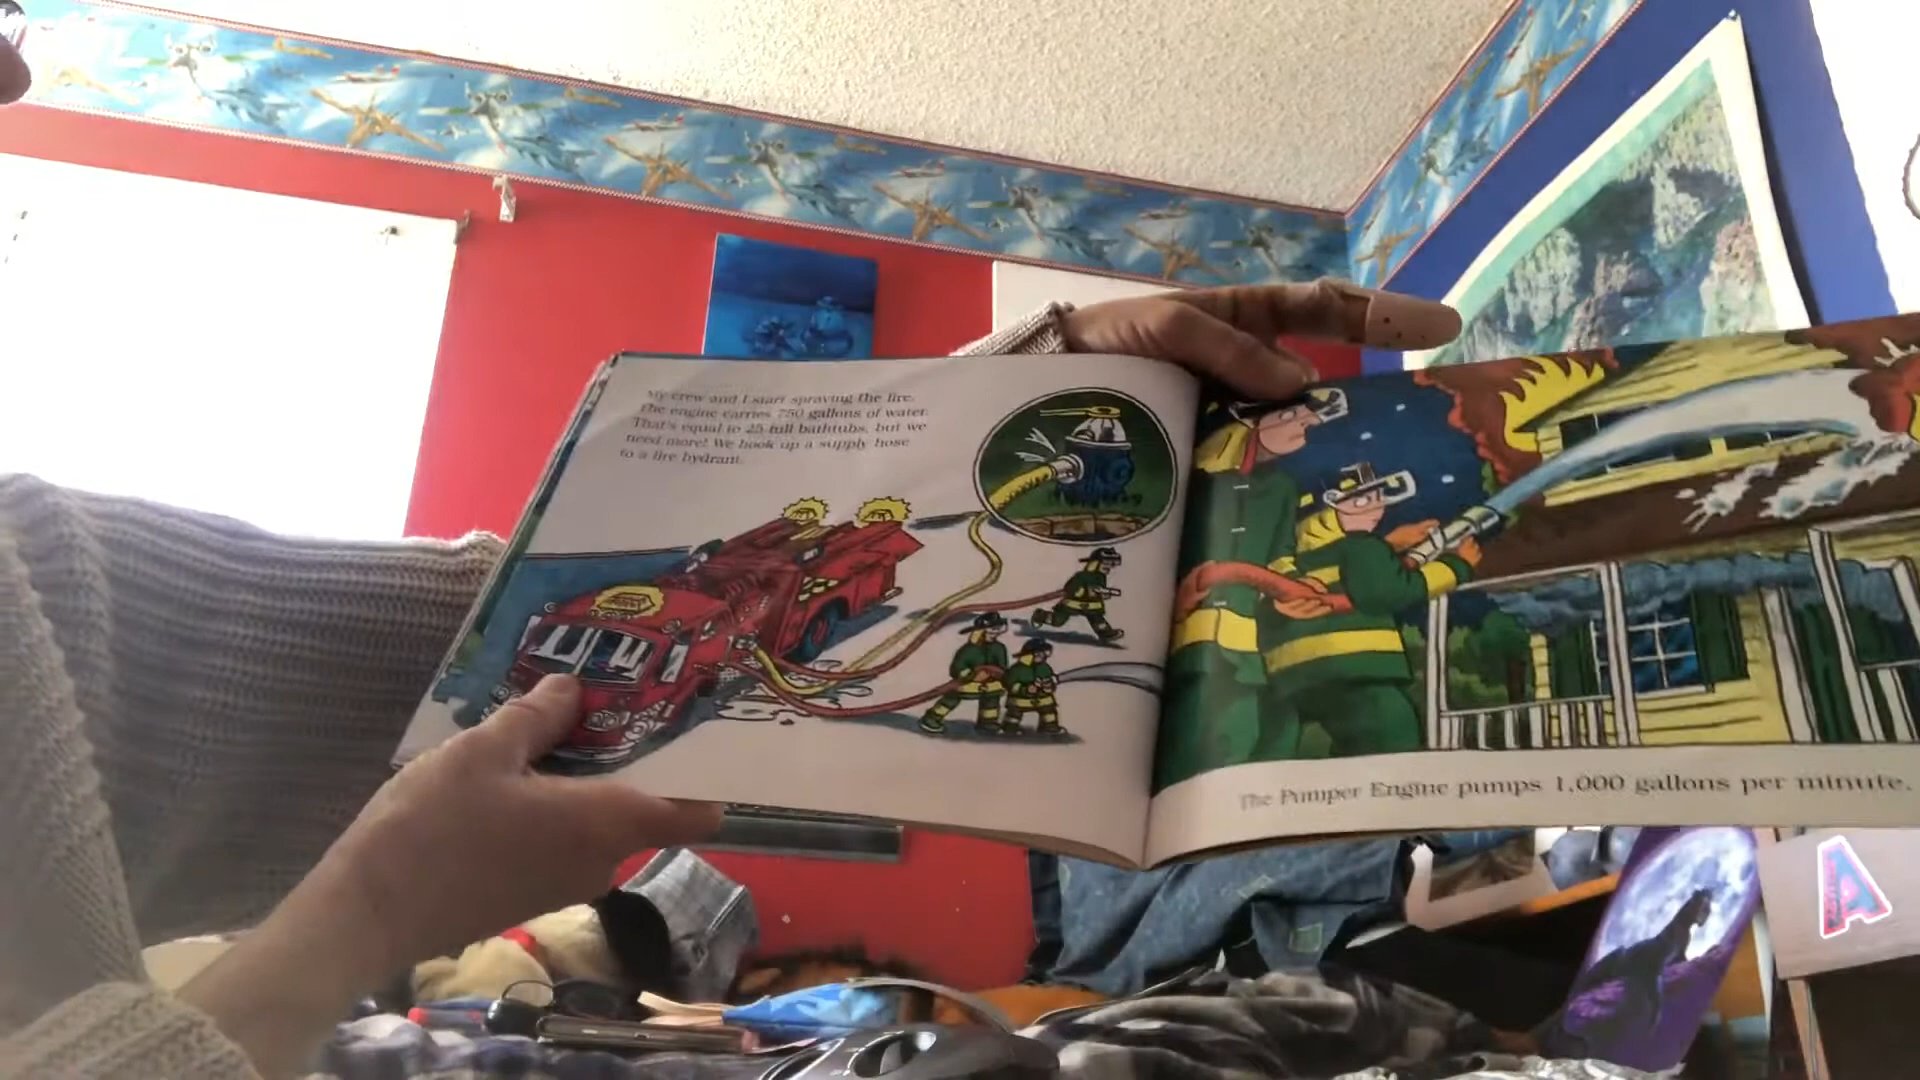 My crew and I start spraying the fire.
The engine carries 750 gallons of water.
That's equal to 25 full bathtubs, but we
need more! We hook up a supply hose
to a fire hydrant.
The Pumper Engine pumps 1,000 gallons per minute.
A